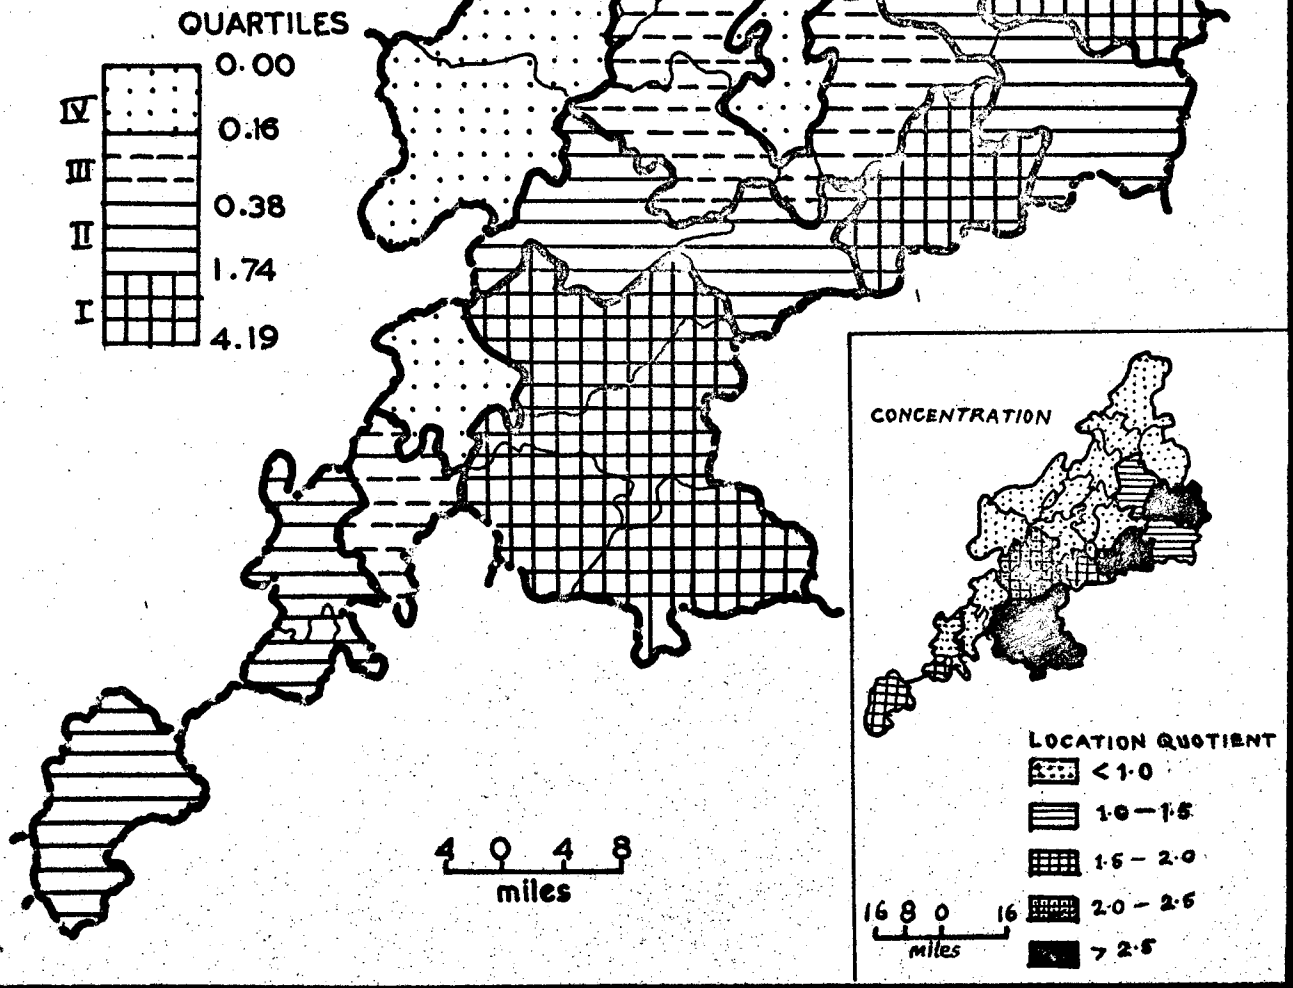 QUARTILES
0.00
IV
0.16
III
0.38
II
1.74
I
4.19
CONCENTRATION
LOCATION QUOTIENT
< 1.0
1.0 - 1.5
1.5 - 2.0
2.0 - 2.5
> 2.5
4 0 4 8
miles
16 8 0 16
miles